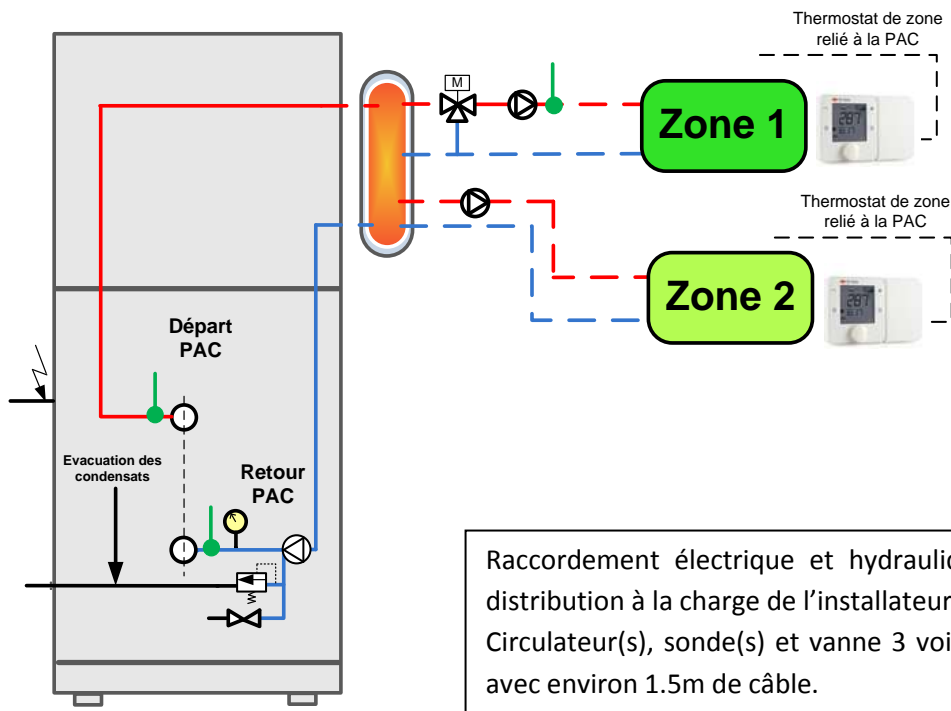 Thermostat de zone
relié à la PAC
M
Zone 1
Thermostat de zone
relié à la PAC
Zone 2
Départ
PAC
Evacuation des
condensats
Retour
PAC
Raccordement électrique et hydraulic
distribution à la charge de l’installateur
Circulateur(s), sonde(s) et vanne 3 voi
avec environ 1.5m de câble.